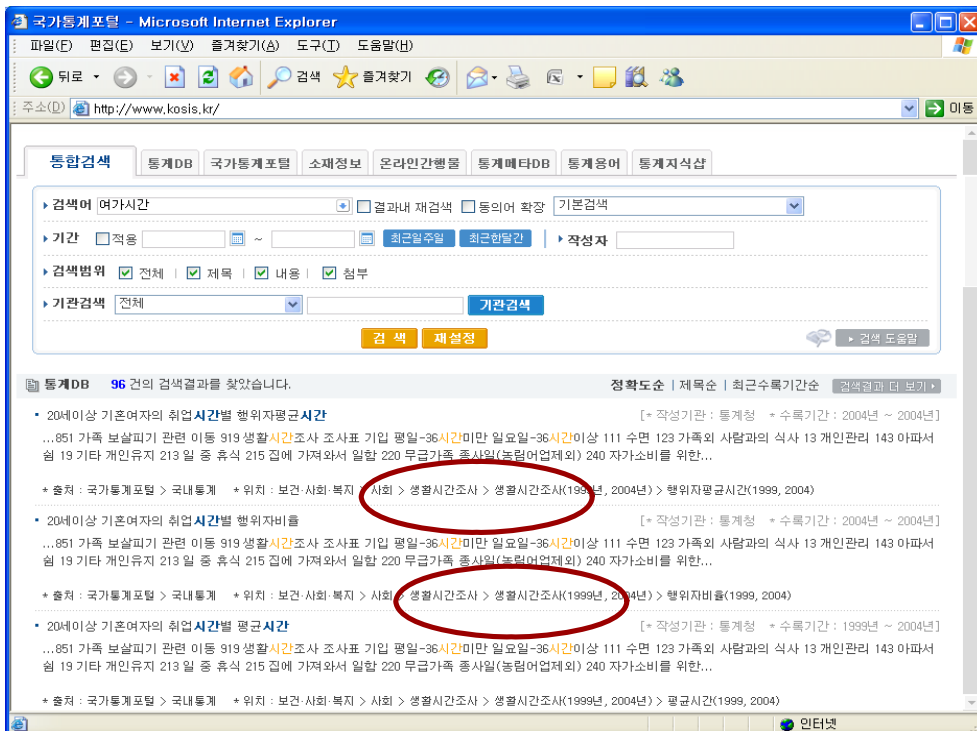 국가통계포털 - Microsoft Internet Explorer
파일(F) 편집(E) 보기(V) 즐겨찾기(A) 도구(T) 도움말(H)
뒤로 검색 즐겨찾기
주소(D) http://www.kosis.kr/ 이동
통합검색 통계DB 국가통계포털 소재정보 온라인간행물 통계메타DB 통계용어 통계지식샵
검색어 여가시간 결과내 재검색 동의어 확장 기본검색
기간 적용 ~ 최근일주일 최근한달간 작성자
검색범위 전체 | 제목 | 내용 | 첨부
기관검색 전체 기관검색
검 색 재설정 검색 도움말
통계DB 96 건의 검색결과를 찾았습니다. 정확도순 | 제목순 | 최근수록기간순 검색결과 더 보기
20세이상 기혼여자의 취업시간별 행위자평균시간 [* 작성기관 : 통계청 * 수록기간 : 2004년 ~ 2004년]
...851 가족 보살피기 관련 이동 919 생활시간조사 조사표 기입 평일-36시간미만 일요일-36시간이상 111 수면 123 가족외 사람과의 식사 13 개인관리 143 아파서
쉼 19 기타 개인유지 213 일 중 휴식 215 집에 가져와서 일함 220 무급가족 종사일(농림어업제외) 240 자가소비를 위한...
* 출처 : 국가통계포털 > 국내통계 * 위치 : 보건·사회·복지 > 사회 > 생활시간조사 > 생활시간조사(1999년, 2004년) > 행위자평균시간(1999, 2004)
20세이상 기혼여자의 취업시간별 행위자비율 [* 작성기관 : 통계청 * 수록기간 : 2004년 ~ 2004년]
...851 가족 보살피기 관련 이동 919 생활시간조사 조사표 기입 평일-36시간미만 일요일-36시간이상 111 수면 123 가족외 사람과의 식사 13 개인관리 143 아파서
쉼 19 기타 개인유지 213 일 중 휴식 215 집에 가져와서 일함 220 무급가족 종사일(농림어업제외) 240 자가소비를 위한...
* 출처 : 국가통계포털 > 국내통계 * 위치 : 보건·사회·복지 > 사회 > 생활시간조사 > 생활시간조사(1999년, 2004년) > 행위자비율(1999, 2004)
20세이상 기혼여자의 취업시간별 평균시간 [* 작성기관 : 통계청 * 수록기간 : 1999년 ~ 2004년]
...851 가족 보살피기 관련 이동 919 생활시간조사 조사표 기입 평일-36시간미만 일요일-36시간이상 111 수면 123 가족외 사람과의 식사 13 개인관리 143 아파서
쉼 19 기타 개인유지 213 일 중 휴식 215 집에 가져와서 일함 220 무급가족 종사일(농림어업제외) 240 자가소비를 위한...
* 출처 : 국가통계포털 > 국내통계 * 위치 : 보건·사회·복지 > 사회 > 생활시간조사 > 생활시간조사(1999년, 2004년) > 평균시간(1999, 2004)
인터넷